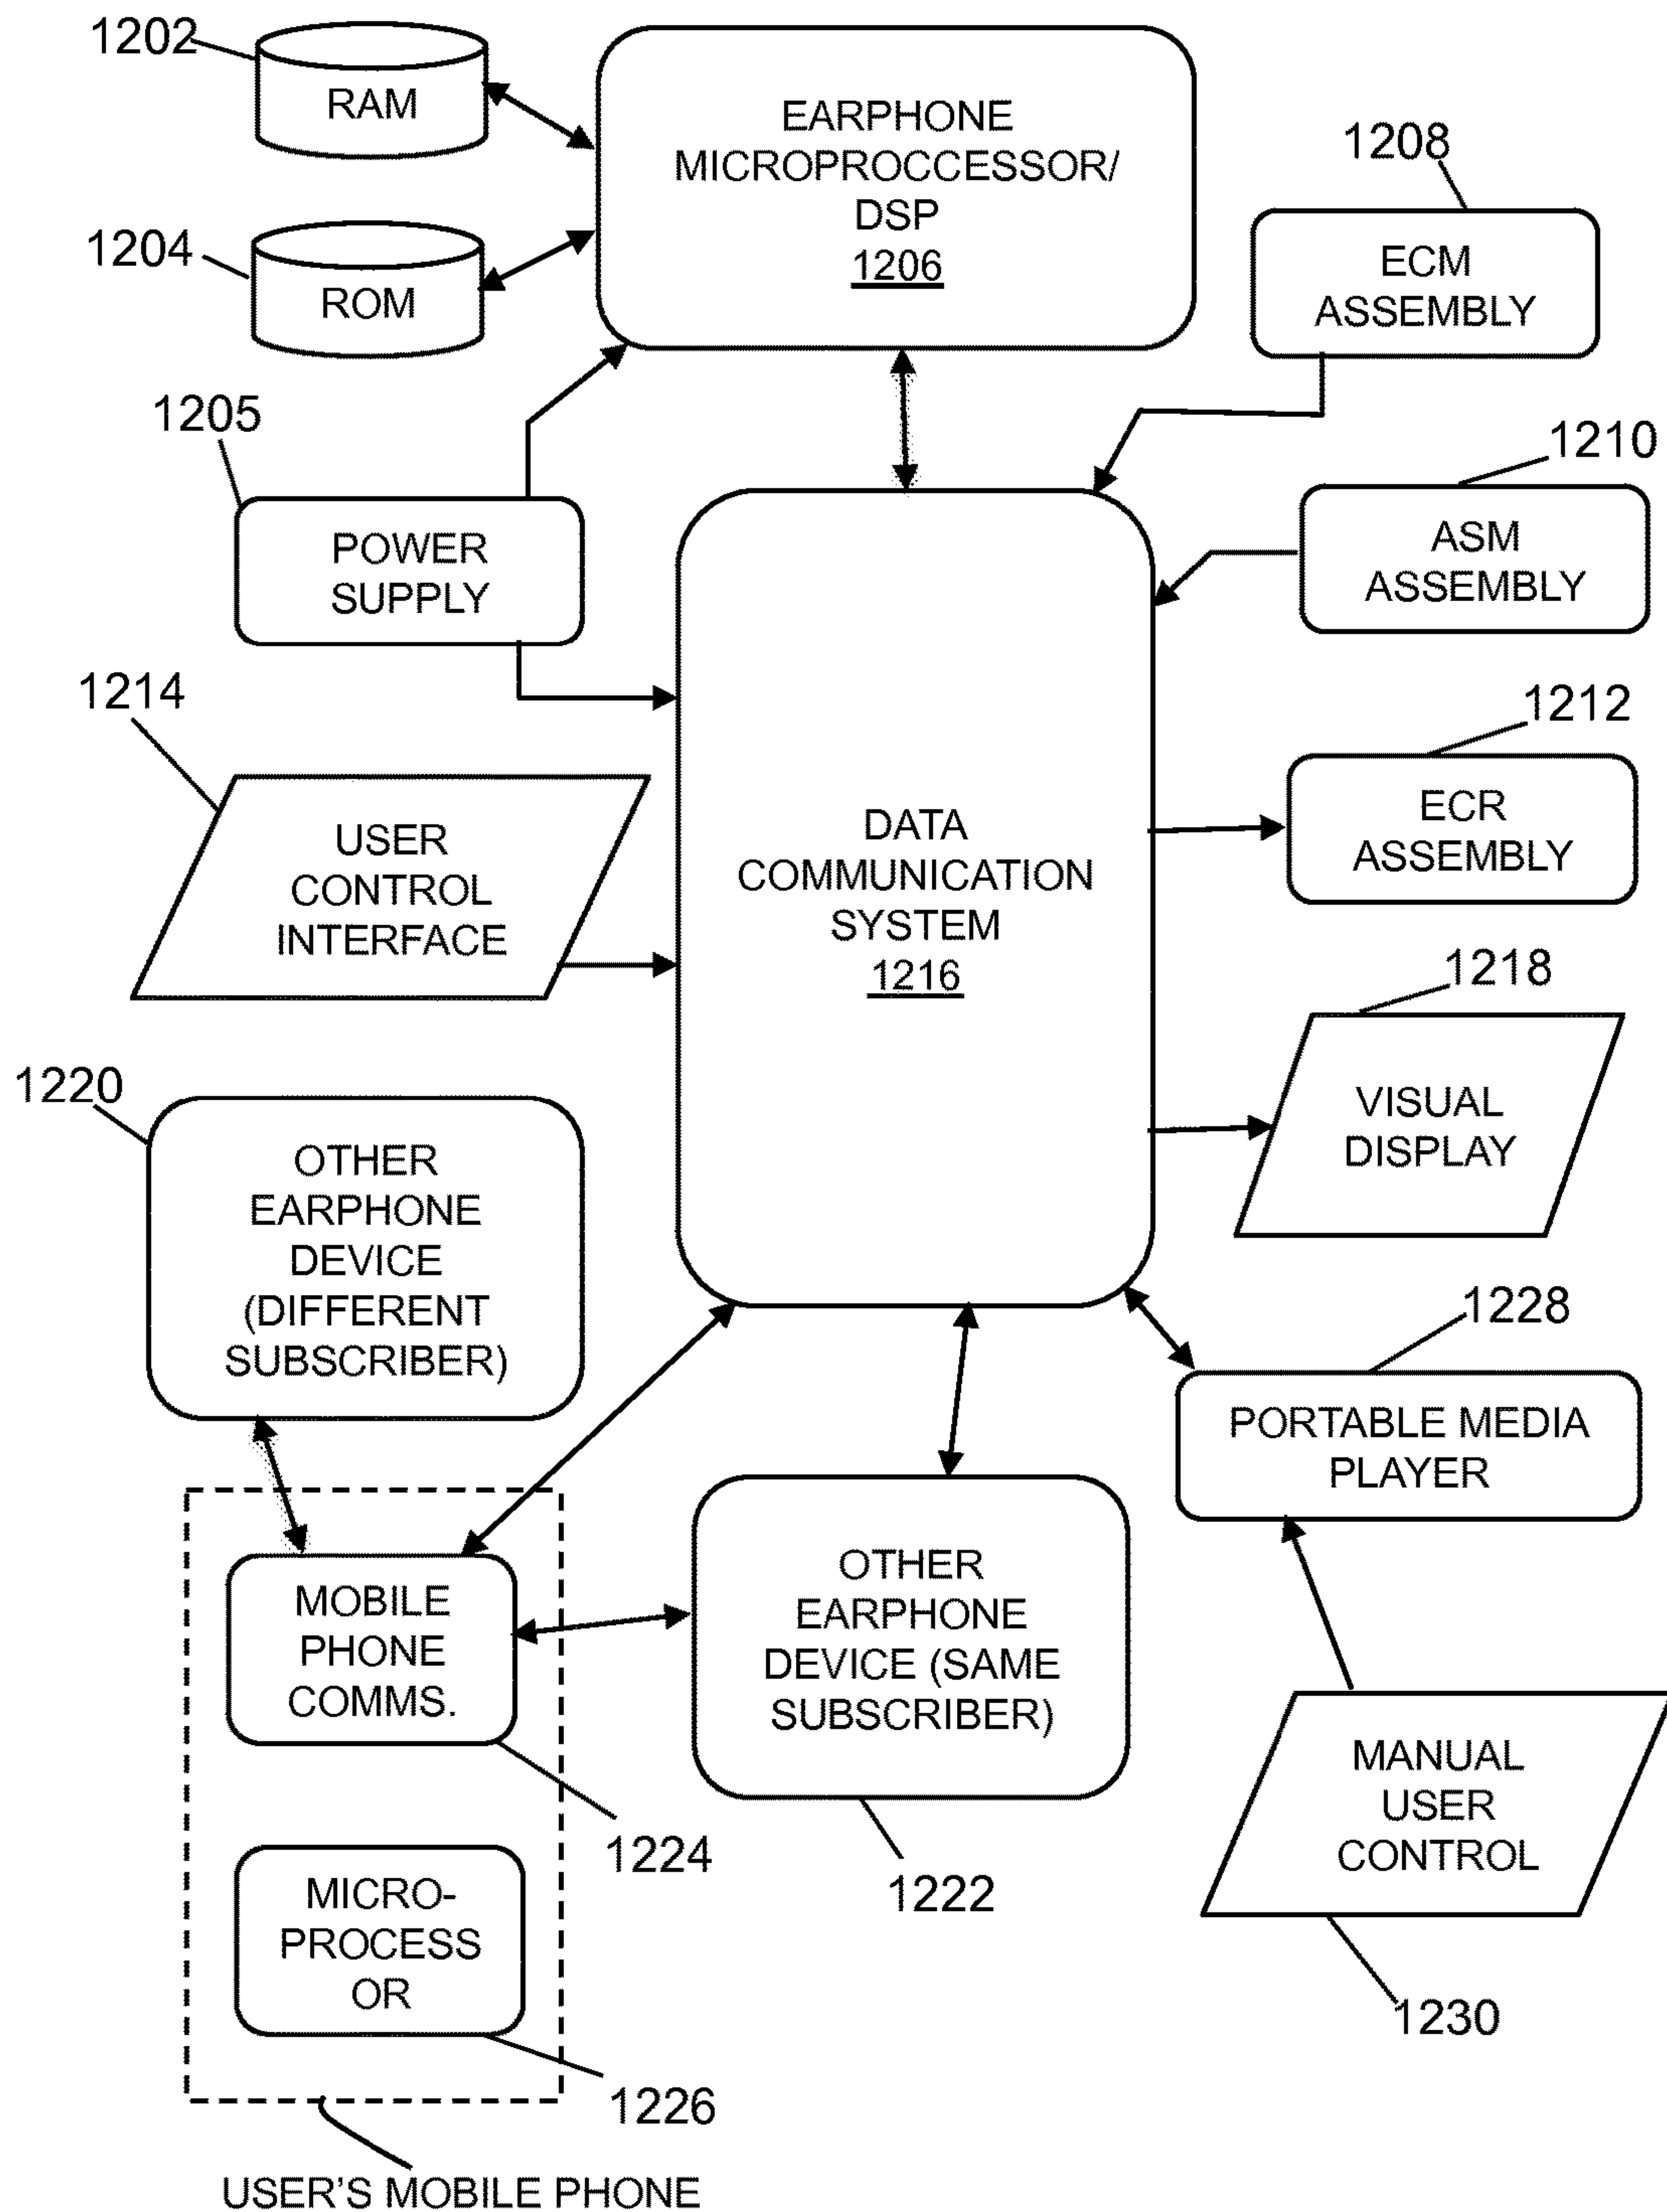 1202
RAM
EARPHONE
MICROPROCCESSOR/
DSP
1206
1208
1204
ROM
ECM
ASSEMBLY
1205
POWER
SUPPLY
1210
ASM
ASSEMBLY
1214
USER
CONTROL
INTERFACE
DATA
COMMUNICATION
SYSTEM
1216
1212
ECR
ASSEMBLY
1218
VISUAL
DISPLAY
1220
OTHER
EARPHONE
DEVICE
(DIFFERENT
SUBSCRIBER)
1228
PORTABLE MEDIA
PLAYER
MOBILE
PHONE
COMMS.
OTHER
EARPHONE
DEVICE (SAME
SUBSCRIBER)
MANUAL
USER
CONTROL
1224
1222
MICRO-
PROCESS
OR
1230
1226
USER'S MOBILE PHONE